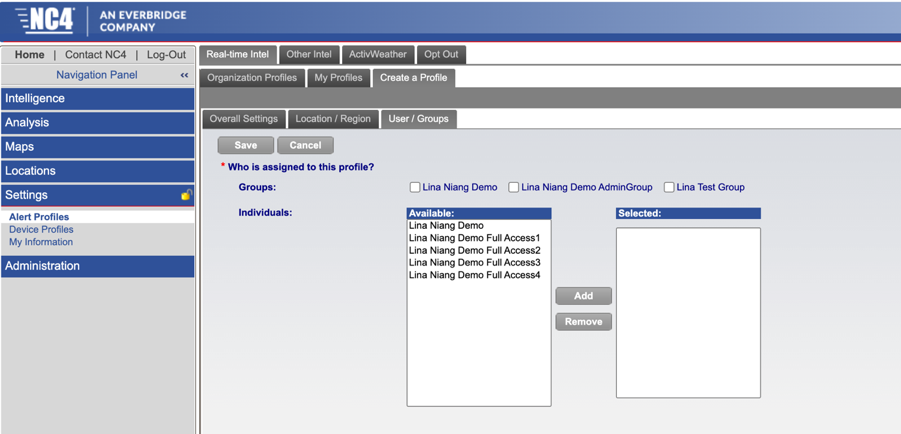 NC4 AN EVERBRIDGE
COMPANY
Home | Contact NC4 | Log-Out
Real-time Intel Other Intel ActivWeather Opt Out
Navigation Panel «
Organization Profiles My Profiles Create a Profile
Intelligence
Analysis
Maps
Locations
Settings
Alert Profiles
Device Profiles
My Information
Administration
Overall Settings Location / Region User / Groups
Save Cancel
* Who is assigned to this profile?
Groups: Lina Niang Demo Lina Niang Demo AdminGroup Lina Test Group
Individuals:
Available:
Lina Niang Demo
Lina Niang Demo Full Access1
Lina Niang Demo Full Access2
Lina Niang Demo Full Access3
Lina Niang Demo Full Access4
Add
Remove
Selected: